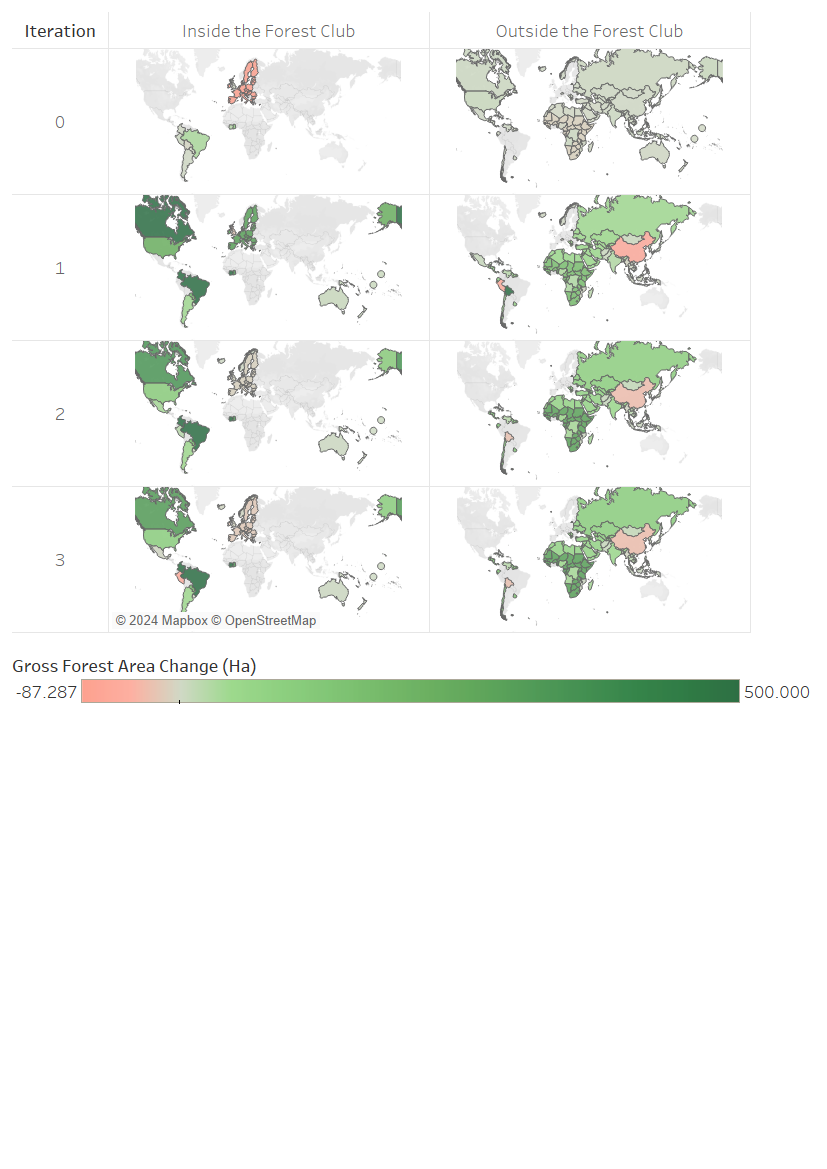 Iteration Inside the Forest Club Outside the Forest Club
0
1
2
3
© 2024 Mapbox © OpenStreetMap
Gross Forest Area Change (Ha)
-87.287 500.000